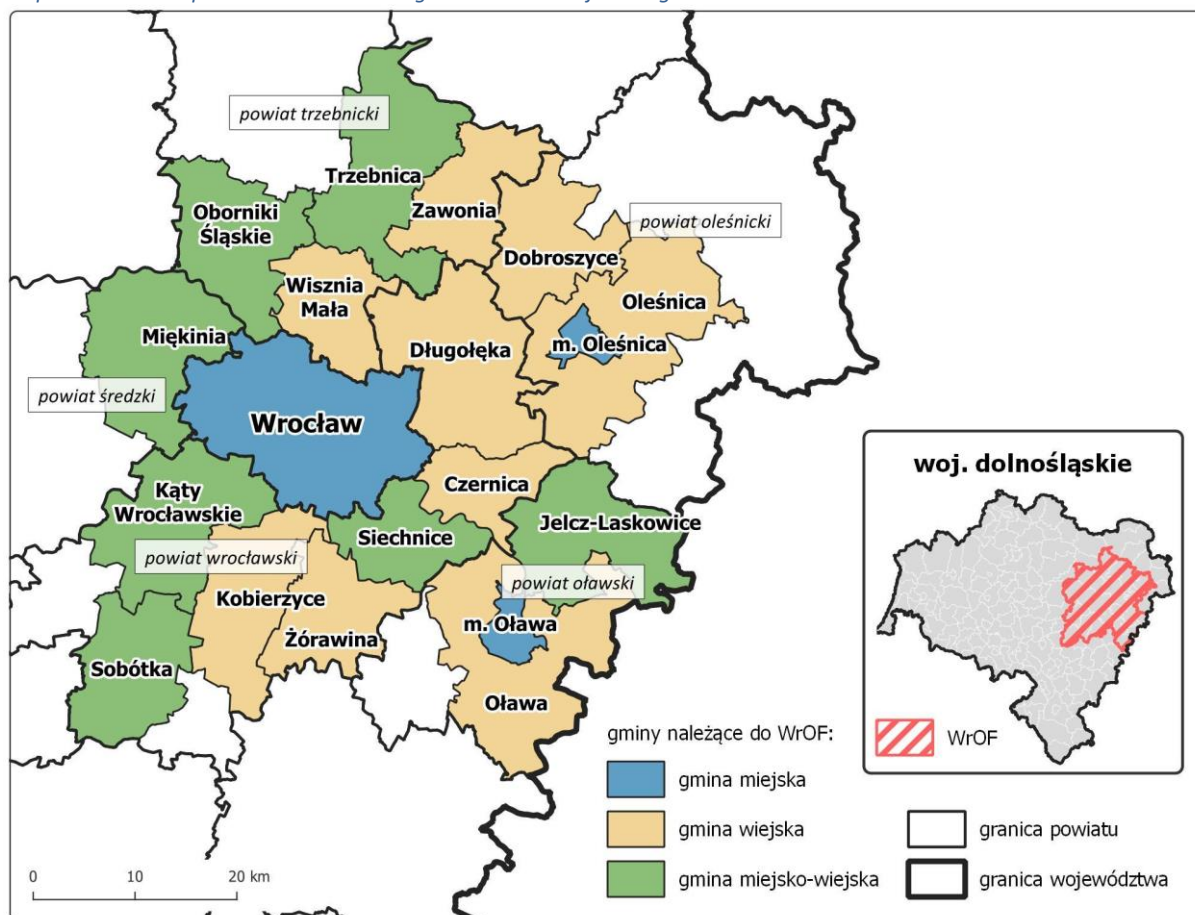 powiat trzebnicki
Trzebnica
Oborniki
Śląskie
Zawonia
powiat oleśnicki
Dobroszyce
Wisznia
Mała
Oleśnica
Miękinia
Długołęka
m. Oleśnica
powiat średzki
Wrocław
Kąty
Wrocławskie
Czernica
Siechnice
Jelcz-Laskowice
powiat wrocławski
powiat oławski
Kobierzyce
m. Oława
Żórawina
Sobótka
Oława
woj. dolnośląskie
WrOF
gminy należące do WrOF:
gmina miejska
gmina wiejska
gmina miejsko-wiejska
granica powiatu
granica województwa
0 10 20 km